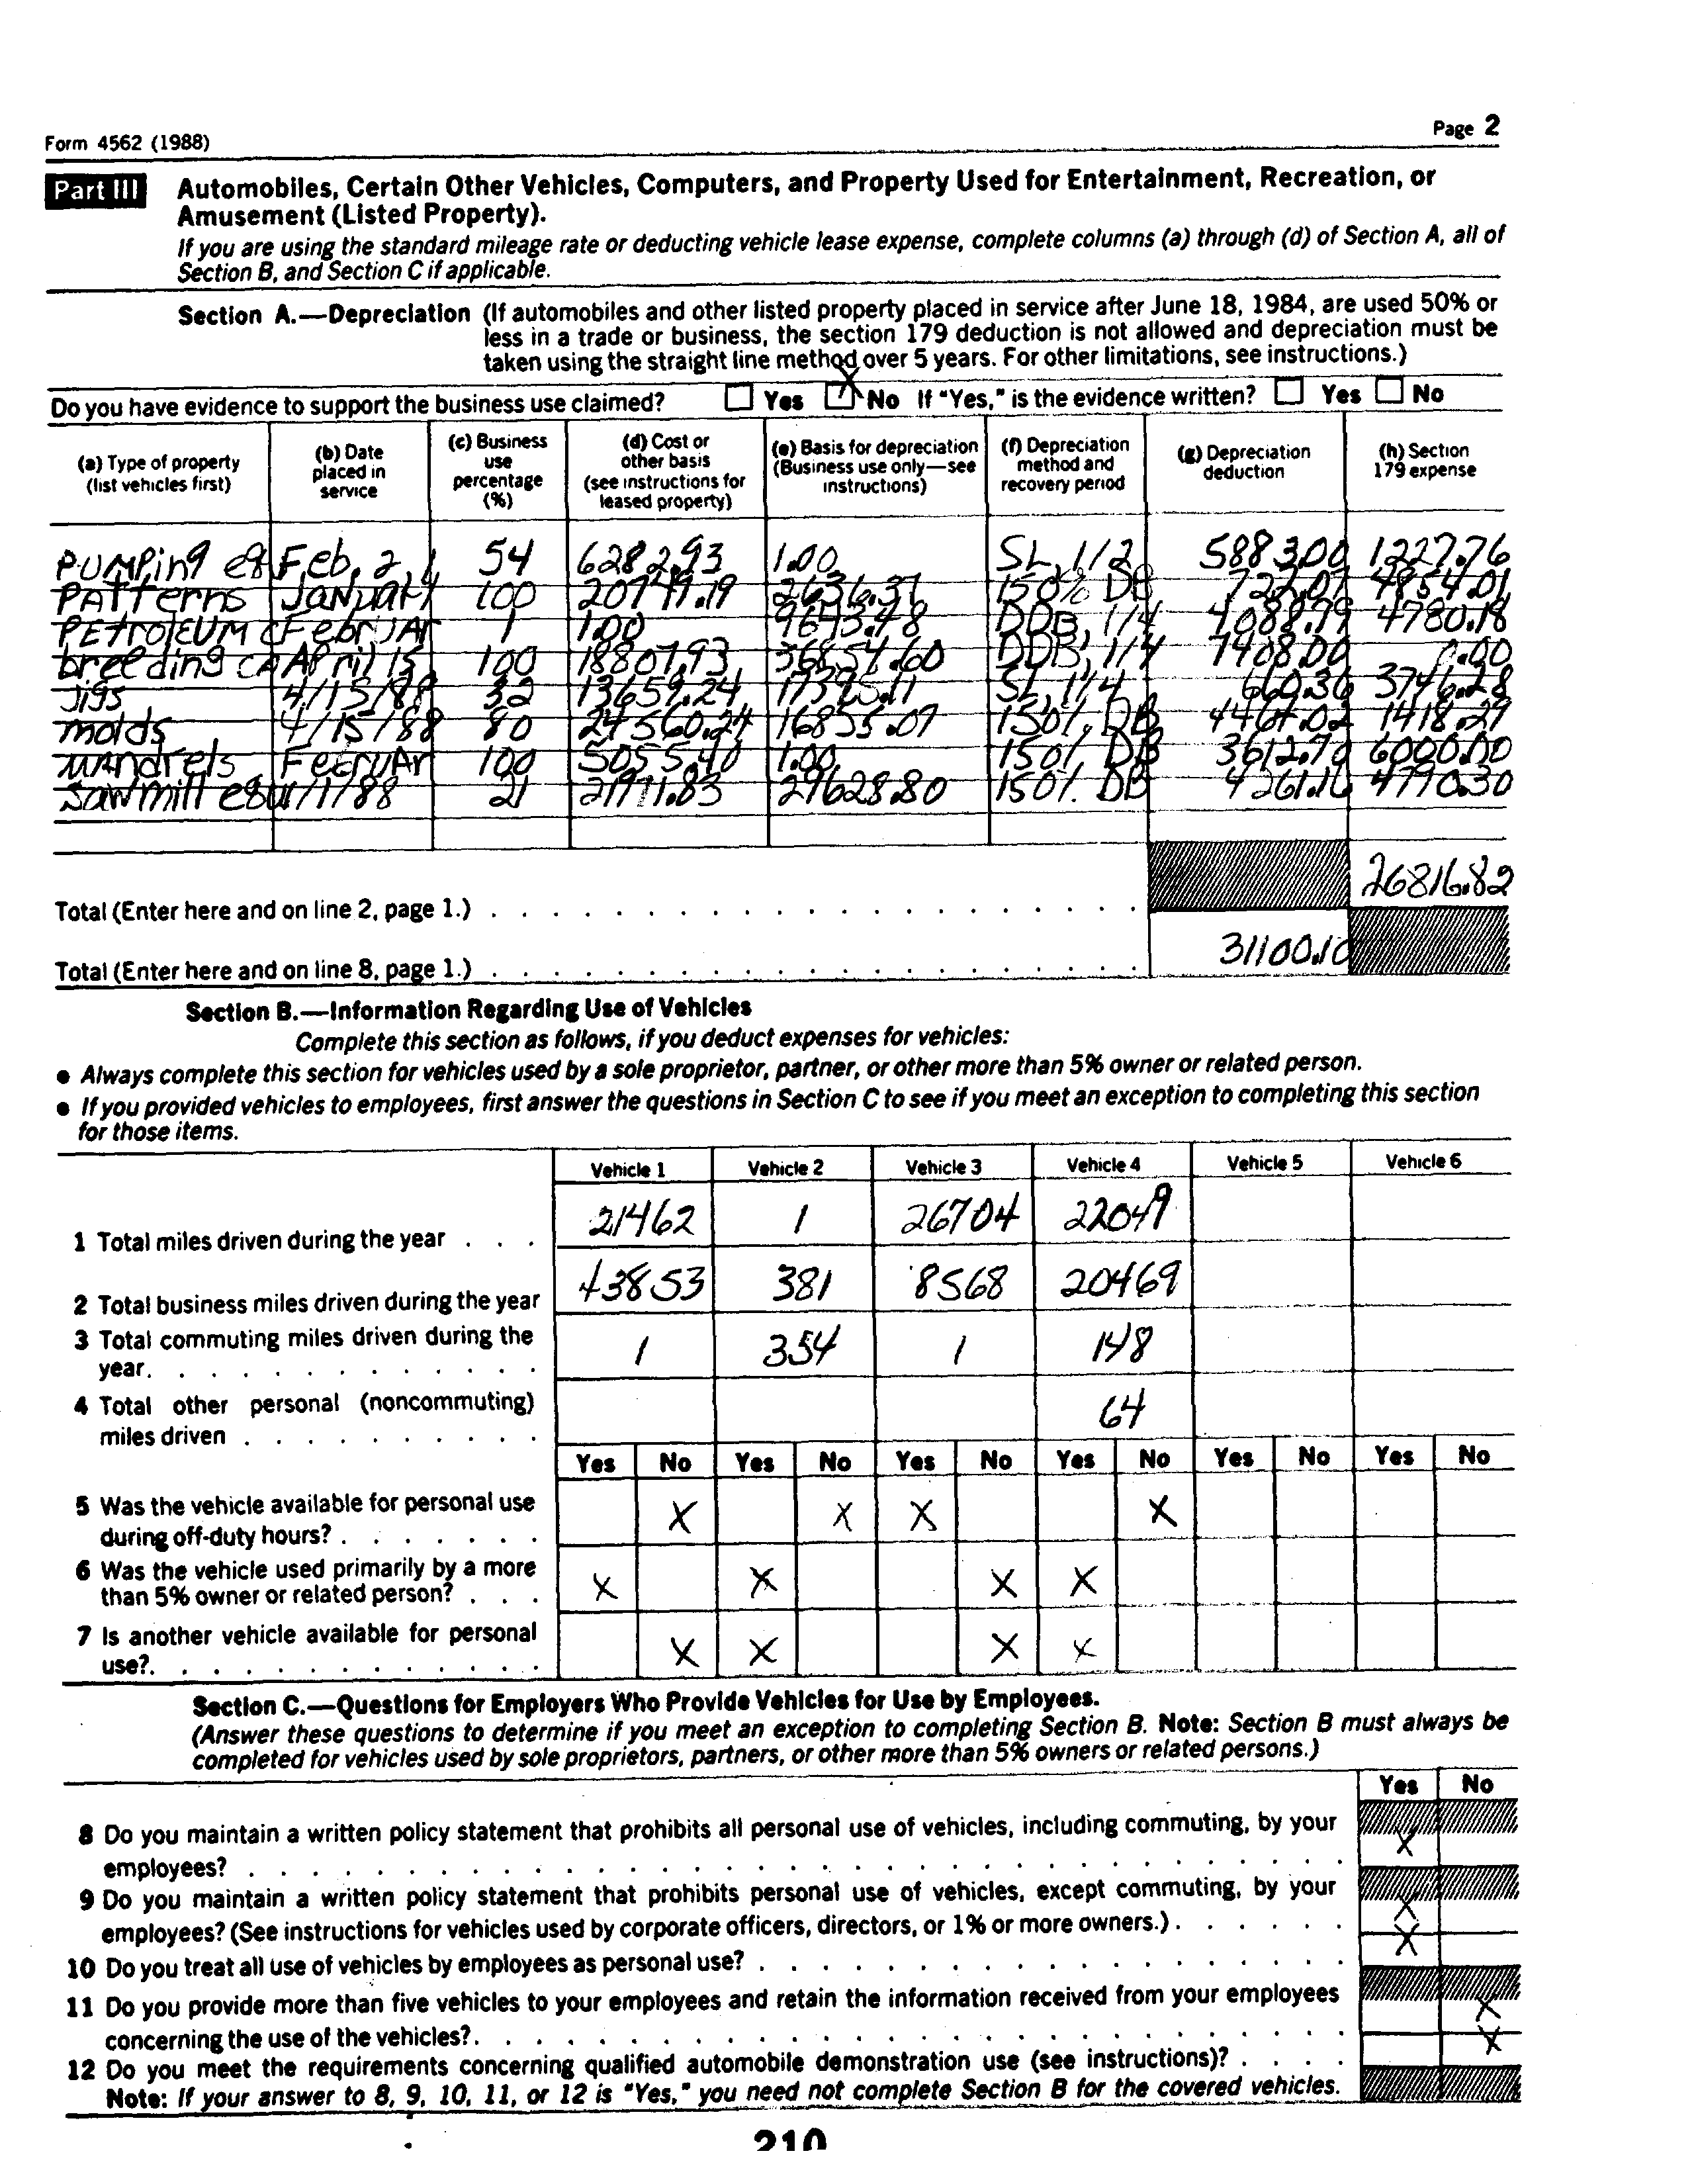 Form 4562 (1988)
Page 2
Part III Automobiles, Certain Other Vehicles, Computers, and Property Used for Entertainment, Recreation, or
Amusement (Listed Property).
If you are using the standard mileage rate or deducting vehicle lease expense, complete columns (a) through (d) of Section A, all of
Section B, and Section C if applicable.
Section A.—Depreciation (If automobiles and other listed property placed in service after June 18, 1984, are used 50% or
less in a trade or business, the section 179 deduction is not allowed and depreciation must be
taken using the straight line method over 5 years. For other limitations, see instructions.)
Do you have evidence to support the business use claimed? Yes X No If "Yes," is the evidence written? Yes No
(a) Type of property (list vehicles first) (b) Date placed in service (c) Business use percentage (%) (d) Cost or other basis (see instructions for leased property) (e) Basis for depreciation (Business use only—see instructions) (f) Depreciation method and recovery period (g) Depreciation deduction (h) Section 179 expense
PUMPing eq Feb. 2, 54 6282.93 1.00 SL, 1/2 5883.00 1227.76
PATTerns JANUARY 100 20749.19 2636.37 150% DB 722.07 4854.01
PETROLEUM C FebrUAr 1 1.00 9643.48 DDB, 1/4 4088.79 4780.18
breeding cA April 15, 100 18807.93 36854.60 DDB, 1/4 7408.00 0.00
Jigs 4/15/88 32 13659.24 17395.11 SL, 1/4 660.36 3746.28
molds 4/15/88 80 24560.24 16855.07 150% DB 4464.02 1418.29
MANdrels FebruAr 100 5055.40 1.00 150% DB 3612.70 6000.00
Sawmill eq 4/1/88 21 21971.83 29628.80 150% DB 4261.16 4790.30
26816.82
Total (Enter here and on line 2, page 1.)
31100.10
Total (Enter here and on line 8, page 1.)
Section B.—Information Regarding Use of Vehicles
Complete this section as follows, if you deduct expenses for vehicles:
● Always complete this section for vehicles used by a sole proprietor, partner, or other more than 5% owner or related person.
● If you provided vehicles to employees, first answer the questions in Section C to see if you meet an exception to completing this section
for those items.
Vehicle 1 Vehicle 2 Vehicle 3 Vehicle 4 Vehicle 5 Vehicle 6
1 Total miles driven during the year . . . 21462 1 26704 22049
2 Total business miles driven during the year 43853 381 8568 20469
3 Total commuting miles driven during the
year. 1 354 1 148
4 Total other personal (noncommuting)
miles driven 64
Yes No Yes No Yes No Yes No Yes No Yes No
5 Was the vehicle available for personal use
during off-duty hours? X X X X
6 Was the vehicle used primarily by a more
than 5% owner or related person? . . . X X X X
7 Is another vehicle available for personal
use? X X X X
Section C.—Questions for Employers Who Provide Vehicles for Use by Employees.
(Answer these questions to determine if you meet an exception to completing Section B. Note: Section B must always be
completed for vehicles used by sole proprietors, partners, or other more than 5% owners or related persons.)
Yes No
8 Do you maintain a written policy statement that prohibits all personal use of vehicles, including commuting, by your
employees? X
9 Do you maintain a written policy statement that prohibits personal use of vehicles, except commuting, by your
employees? (See instructions for vehicles used by corporate officers, directors, or 1% or more owners.) X
10 Do you treat all use of vehicles by employees as personal use? X
11 Do you provide more than five vehicles to your employees and retain the information received from your employees
concerning the use of the vehicles? X
12 Do you meet the requirements concerning qualified automobile demonstration use (see instructions)? X
Note: If your answer to 8, 9, 10, 11, or 12 is "Yes," you need not complete Section B for the covered vehicles.
210